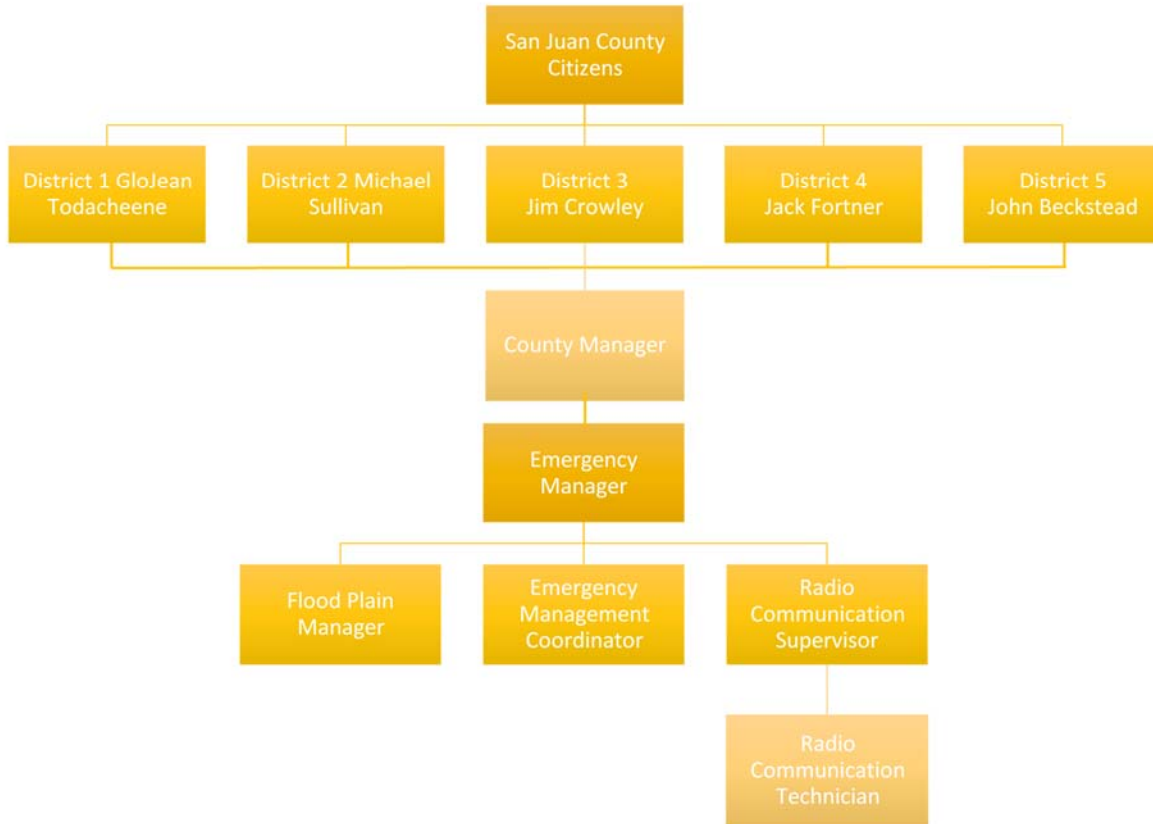 San Juan County
Citizens
District 1 GloJean
Todacheene
District 2 Michael
Sullivan
District 3
Jim Crowley
District 4
Jack Fortner
District 5
John Beckstead
County Manager
Emergency
Manager
Flood Plain
Manager
Emergency
Management
Coordinator
Radio
Communication
Supervisor
Radio
Communication
Technician